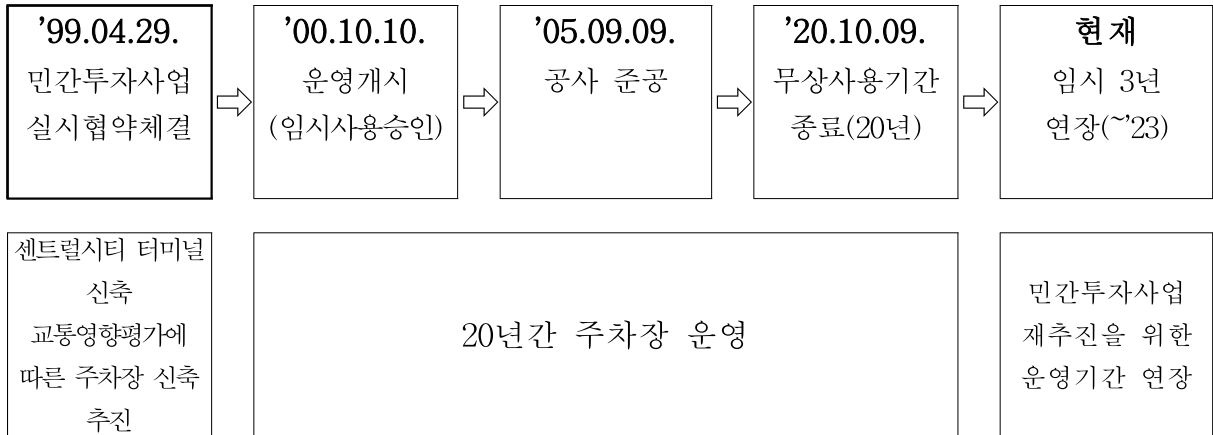 ’99.04.29.
민간투자사업
실시협약체결
’00.10.10.
운영개시
(임시사용승인)
’05.09.09.
공사 준공
’20.10.09.
무상사용기간
종료(20년)
현재
임시 3년
연장(~’23)
센트럴시티 터미널
신축
교통영향평가에
따른 주차장 신축
추진
20년간 주차장 운영
민간투자사업
재추진을 위한
운영기간 연장